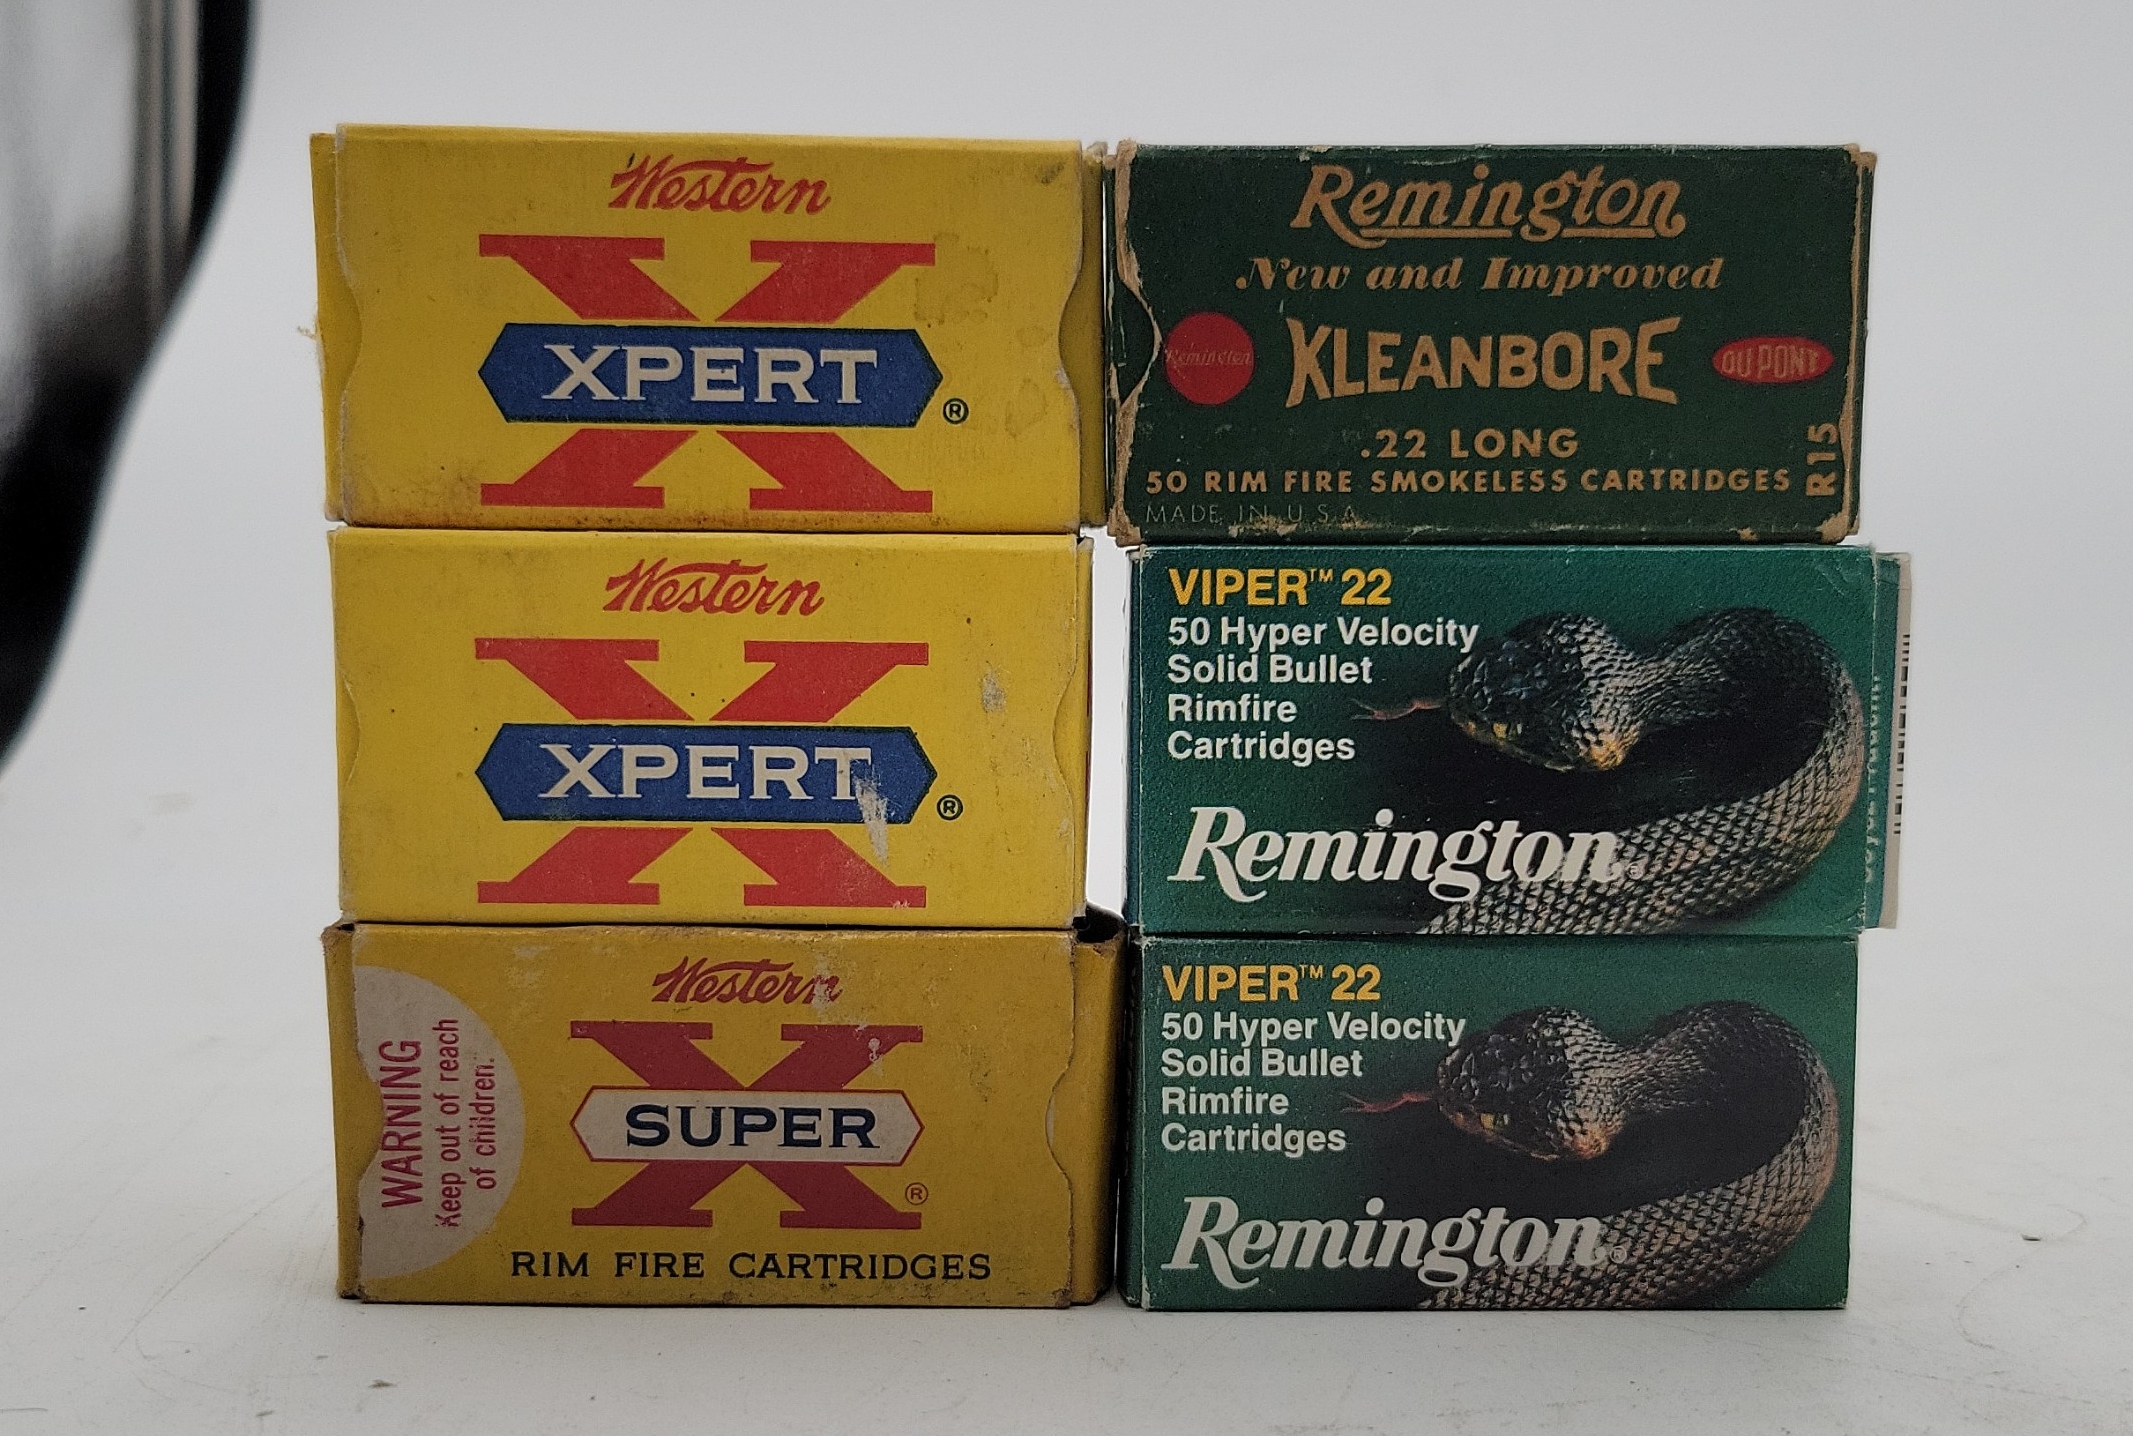 Western
XPERT
®
Western
XPERT
®
WARNING
Keep out of reach
of children.
Western
X
SUPER
®
RIM FIRE CARTRIDGES
Remington
New and Improved
Remington
KLEANBORE
DU PONT
.22 LONG
50 RIM FIRE SMOKELESS CARTRIDGES
R15
MADE IN U.S.A.
VIPER™ 22
50 Hyper Velocity
Solid Bullet
Rimfire
Cartridges
Remington®
VIPER™ 22
50 Hyper Velocity
Solid Bullet
Rimfire
Cartridges
Remington®